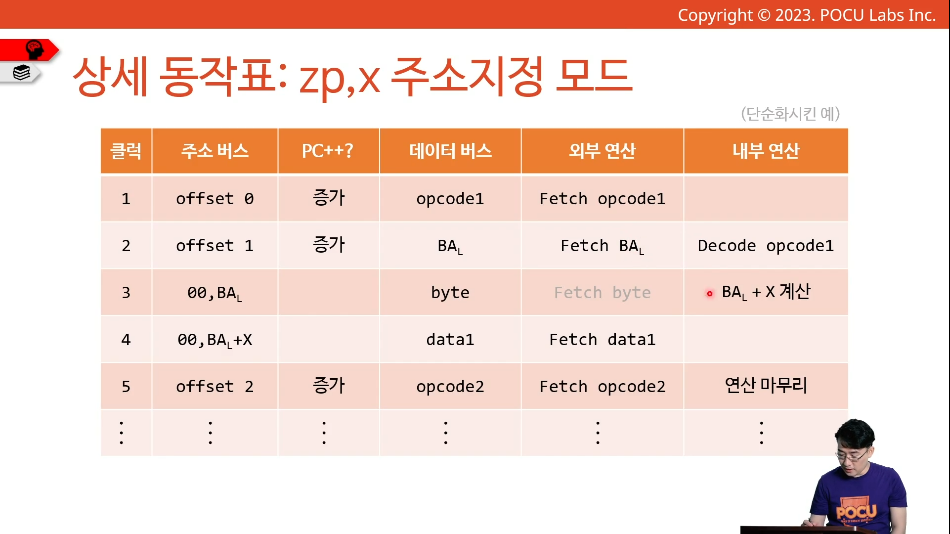 Copyright © 2023. POCU Labs Inc.
상세 동작표: zp,x 주소지정 모드
(단순화시킨 예)
클럭 주소 버스 PC++? 데이터 버스 외부 연산 내부 연산
1 offset 0 증가 opcode1 Fetch opcode1
2 offset 1 증가 BAL Fetch BAL Decode opcode1
3 00,BAL byte Fetch byte BAL + X 계산
4 00,BAL+X data1 Fetch data1
5 offset 2 증가 opcode2 Fetch opcode2 연산 마무리
⋮ ⋮ ⋮ ⋮ ⋮ ⋮
POCU